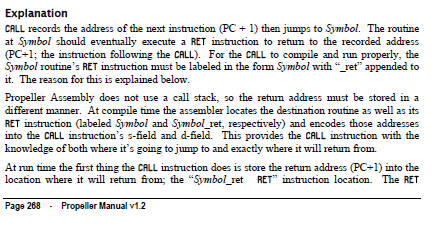 Explanation
CALL records the address of the next instruction (PC + 1) then jumps to Symbol. The routine
at Symbol should eventually execute a RET instruction to return to the recorded address
(PC+1; the instruction following the CALL). For the CALL to compile and run properly, the
Symbol routine's RET instruction must be labeled in the form Symbol with “_ret” appended to
it. The reason for this is explained below.
Propeller Assembly does not use a call stack, so the return address must be stored in a
different manner. At compile time the assembler locates the destination routine as well as its
RET instruction (labeled Symbol and Symbol_ret, respectively) and encodes those addresses
into the CALL instruction's s-field and d-field. This provides the CALL instruction with the
knowledge of both where it's going to jump to and exactly where it will return from.
At run time the first thing the CALL instruction does is store the return address (PC+1) into the
location where it will return from; the “Symbol_ret RET” instruction location. The RET
Page 268 · Propeller Manual v1.2